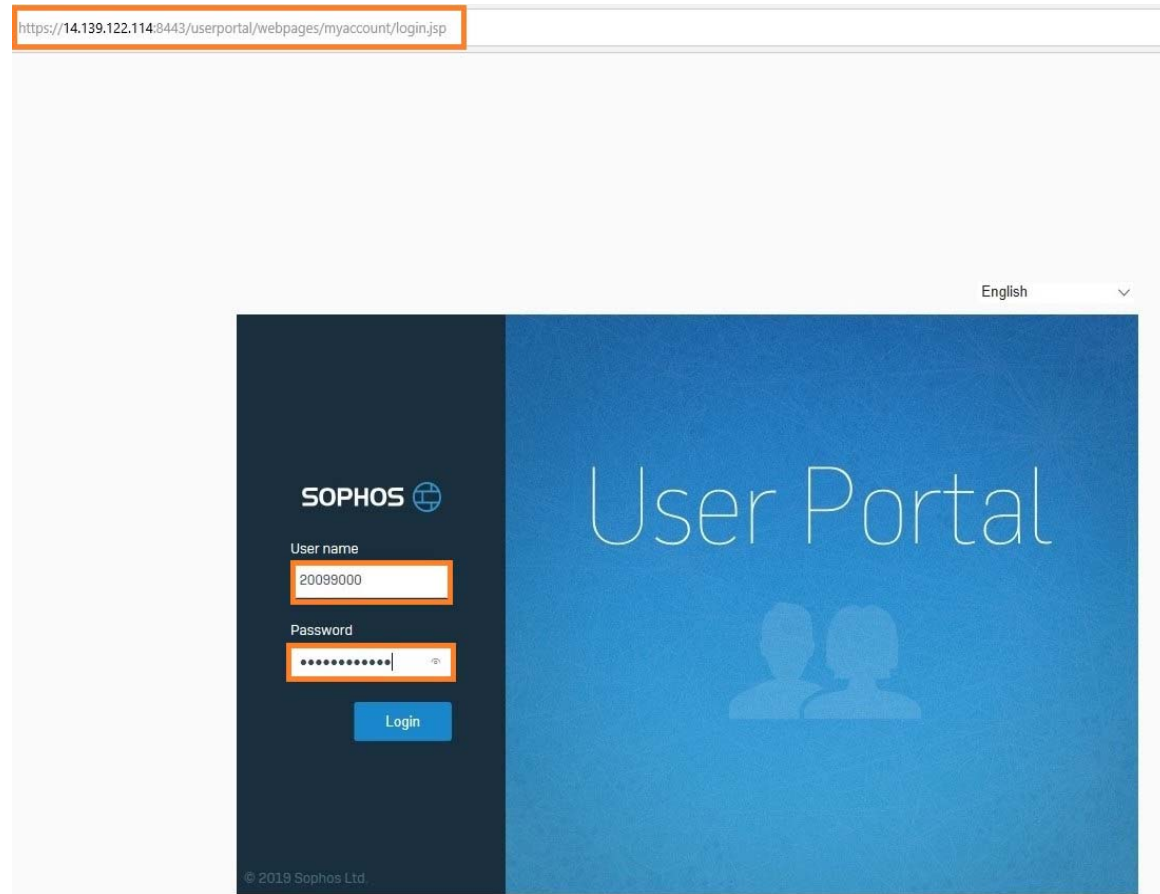 https://14.139.122.114:8443/userportal/webpages/myaccount/login.jsp
English
SOPHOS
User Portal
User name
20099000
Password
••••••••••••
Login
© 2019 Sophos Ltd.